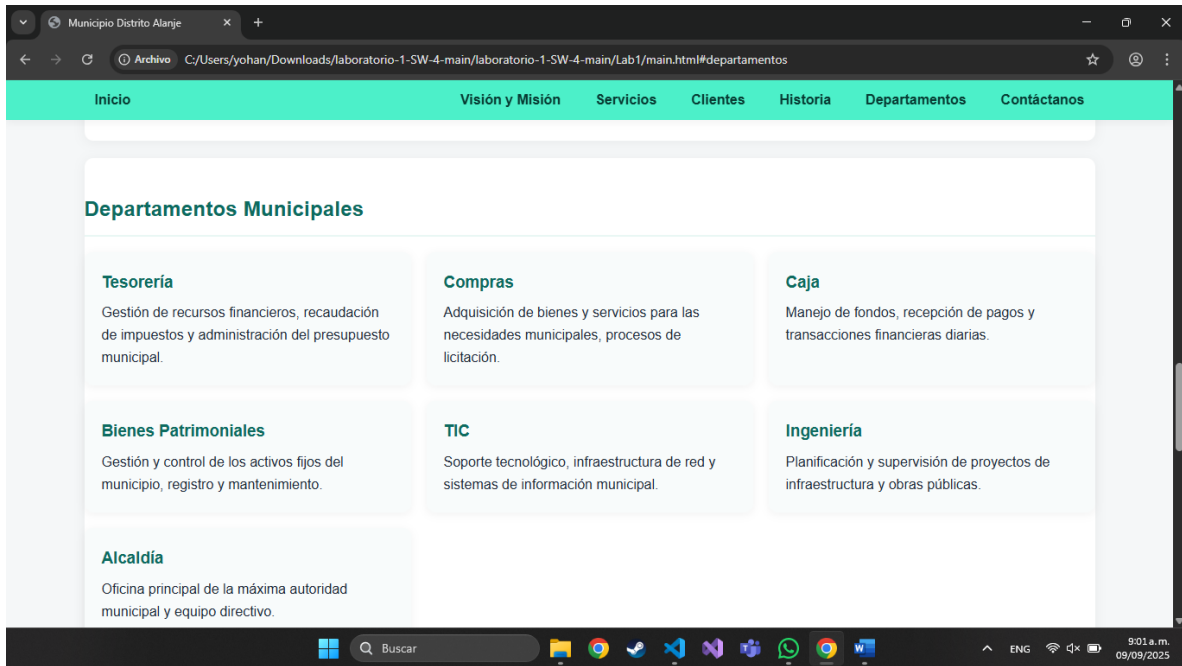 Municipio Distrito Alanje
Archivo C:/Users/yohan/Downloads/laboratorio-1-SW-4-main/laboratorio-1-SW-4-main/Lab1/main.html#departamentos
Inicio Visión y Misión Servicios Clientes Historia Departamentos Contáctanos
Departamentos Municipales
Tesorería
Gestión de recursos financieros, recaudación
de impuestos y administración del presupuesto
municipal.
Compras
Adquisición de bienes y servicios para las
necesidades municipales, procesos de
licitación.
Caja
Manejo de fondos, recepción de pagos y
transacciones financieras diarias.
Bienes Patrimoniales
Gestión y control de los activos fijos del
municipio, registro y mantenimiento.
TIC
Soporte tecnológico, infraestructura de red y
sistemas de información municipal.
Ingeniería
Planificación y supervisión de proyectos de
infraestructura y obras públicas.
Alcaldía
Oficina principal de la máxima autoridad
municipal y equipo directivo.
Buscar
ENG
9:01 a.m.
09/09/2025